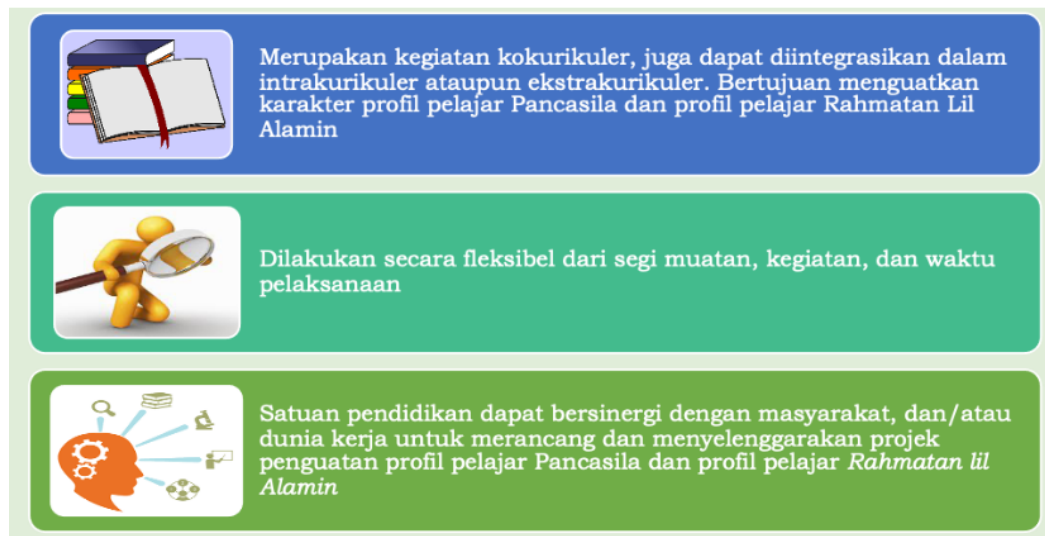 Merupakan kegiatan kokurikuler, juga dapat diintegrasikan dalam
intrakurikuler ataupun ekstrakurikuler. Bertujuan menguatkan
karakter profil pelajar Pancasila dan profil pelajar Rahmatan Lil
Alamin
Dilakukan secara fleksibel dari segi muatan, kegiatan, dan waktu
pelaksanaan
Satuan pendidikan dapat bersinergi dengan masyarakat, dan/atau
dunia kerja untuk merancang dan menyelenggarakan projek
penguatan profil pelajar Pancasila dan profil pelajar Rahmatan lil
Alamin